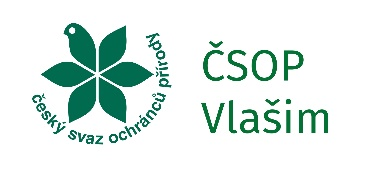 český svaz ochránců přírody
ČSOP
Vlašim